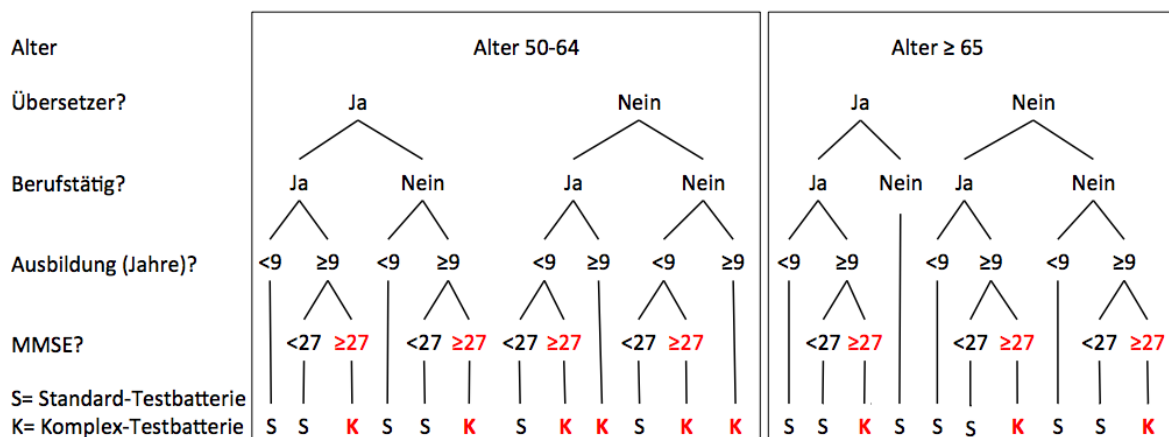 Alter Alter 50-64 Alter ≥ 65
Übersetzer? Ja Nein Ja Nein
Berufstätig? Ja Nein Ja Nein Ja Nein Ja Nein
Ausbildung (Jahre)? <9 ≥9 <9 ≥9 <9 ≥9 <9 ≥9 <9 ≥9 <9 ≥9 <9 ≥9
MMSE? <27 ≥27 <27 ≥27 <27 ≥27 <27 ≥27 <27 ≥27 <27 ≥27 <27 ≥27
S= Standard-Testbatterie
K= Komplex-Testbatterie S S K S S K S K K S K K S S K S S S K S S K